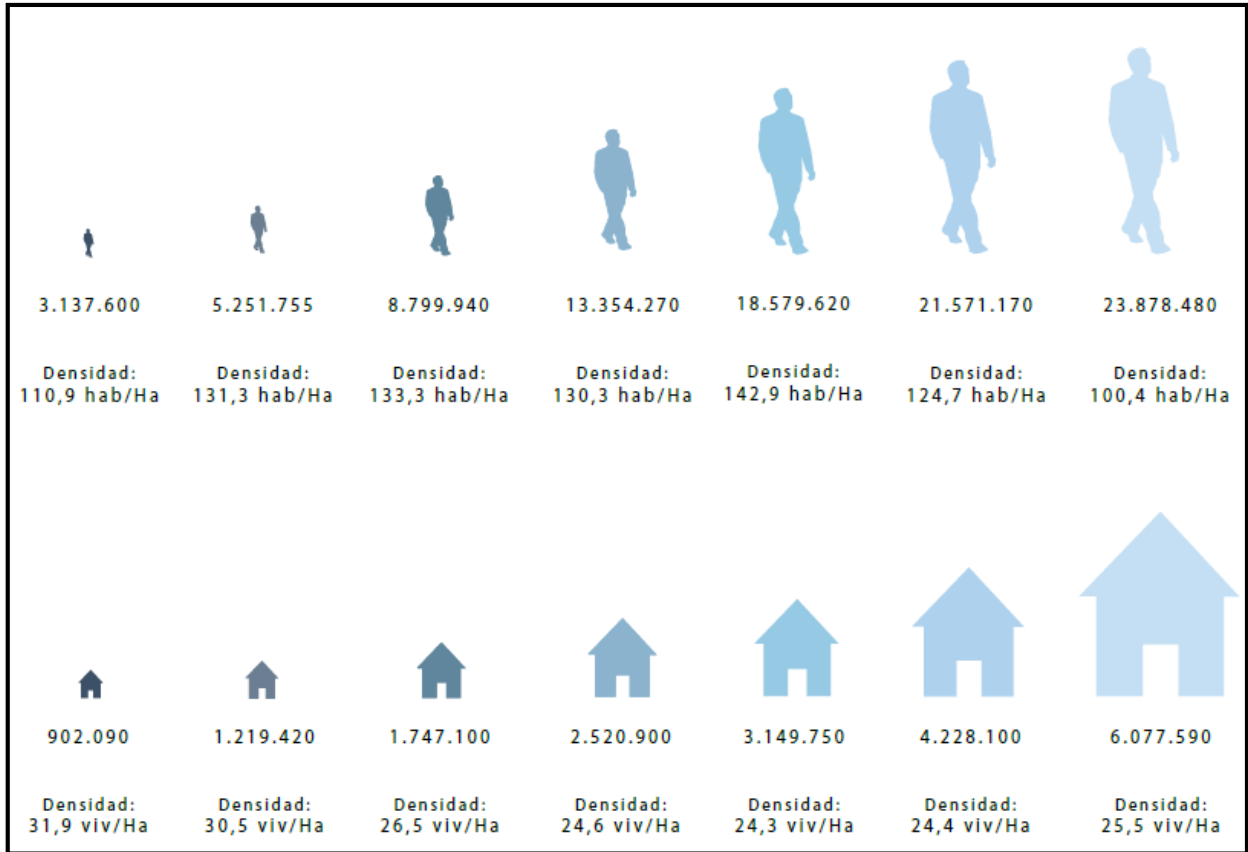 3.137.600 5.251.755 8.799.940 13.354.270 18.579.620 21.571.170 23.878.480
Densidad: Densidad: Densidad: Densidad: Densidad: Densidad: Densidad:
110,9 hab/Ha 131,3 hab/Ha 133,3 hab/Ha 130,3 hab/Ha 142,9 hab/Ha 124,7 hab/Ha 100,4 hab/Ha
902.090 1.219.420 1.747.100 2.520.900 3.149.750 4.228.100 6.077.590
Densidad: Densidad: Densidad: Densidad: Densidad: Densidad: Densidad:
31,9 viv/Ha 30,5 viv/Ha 26,5 viv/Ha 24,6 viv/Ha 24,3 viv/Ha 24,4 viv/Ha 25,5 viv/Ha